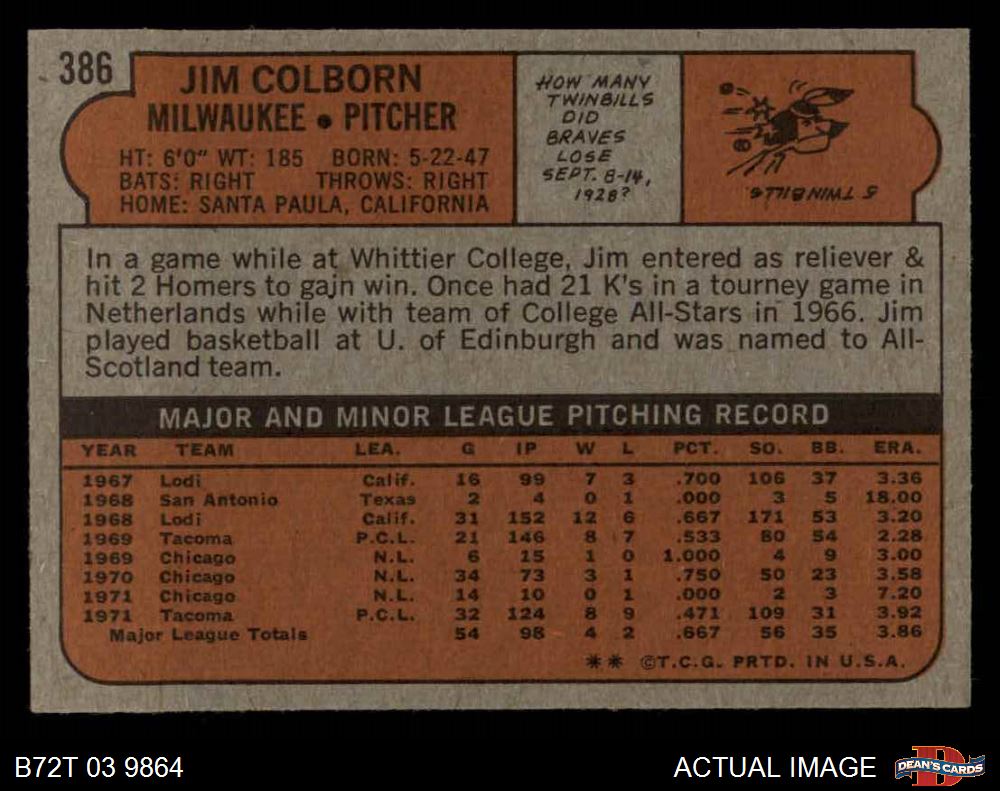 386
JIM COLBORN
MILWAUKEE • PITCHER
HT: 6'0" WT: 185 BORN: 5-22-47
BATS: RIGHT THROWS: RIGHT
HOME: SANTA PAULA, CALIFORNIA
HOW MANY
TWINBILLS
DID
BRAVES
LOSE
SEPT. 8-14,
1928?
5 TWINBILLS
In a game while at Whittier College, Jim entered as reliever &
hit 2 Homers to gajn win. Once had 21 K's in a tourney game in
Netherlands while with team of College All-Stars in 1966. Jim
played basketball at U. of Edinburgh and was named to All-
Scotland team.
MAJOR AND MINOR LEAGUE PITCHING RECORD
YEAR TEAM LEA. G IP W L PCT. SO. BB. ERA.
1967 Lodi Calif. 16 99 7 3 .700 106 37 3.36
1968 San Antonio Texas 2 4 0 1 .000 3 5 18.00
1968 Lodi Calif. 31 152 12 6 .667 171 53 3.20
1969 Tacoma P.C.L. 21 146 8 7 .533 80 54 2.28
1969 Chicago N.L. 6 15 1 0 1.000 4 9 3.00
1970 Chicago N.L. 34 73 3 1 .750 50 23 3.58
1971 Chicago N.L. 14 10 0 1 .000 2 3 7.20
1971 Tacoma P.C.L. 32 124 8 9 .471 109 31 3.92
Major League Totals 54 98 4 2 .667 56 35 3.86
** ©T.C.G. PRTD. IN U.S.A.
B72T 03 9864
ACTUAL IMAGE
DEAN'S CARDS